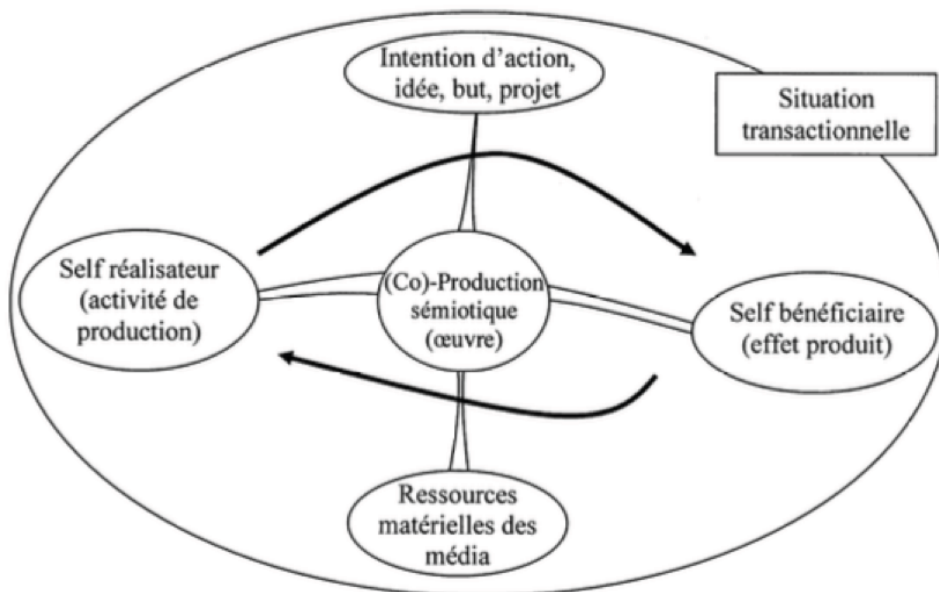 Intention d'action,
idée, but, projet
Situation
transactionnelle
Self réalisateur
(activité de
production)
(Co)-Production
sémiotique
(œuvre)
Self bénéficiaire
(effet produit)
Ressources
matérielles des
média